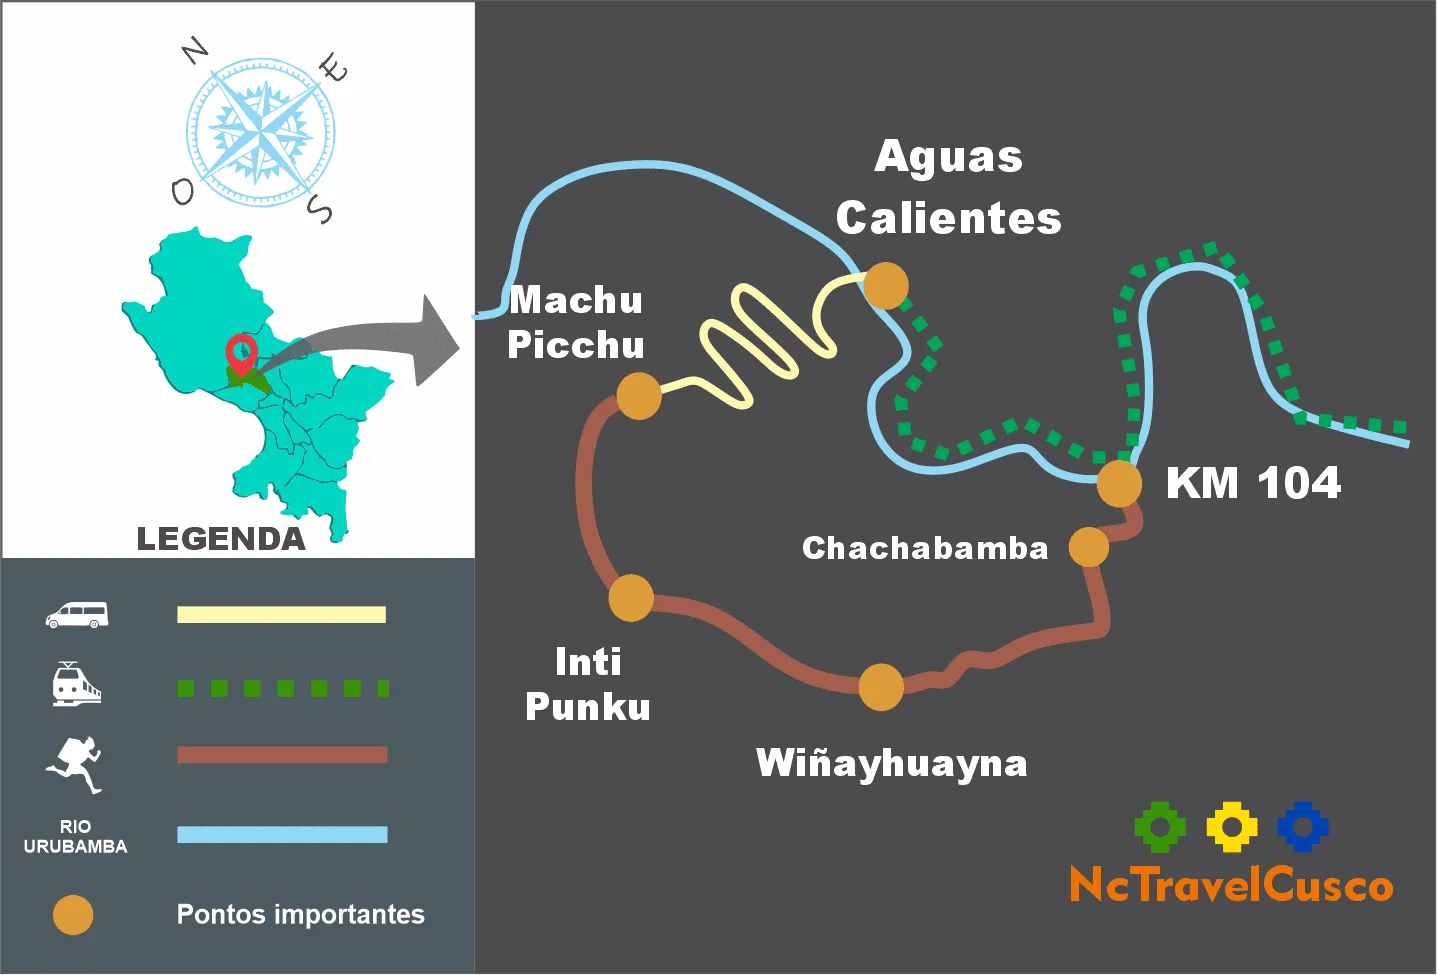 N
E
O
S
LEGENDA
RIO
URUBAMBA
Pontos importantes
Aguas
Calientes
Machu
Picchu
KM 104
Chachabamba
Inti
Punku
Wiñayhuayna
NcTravelCusco